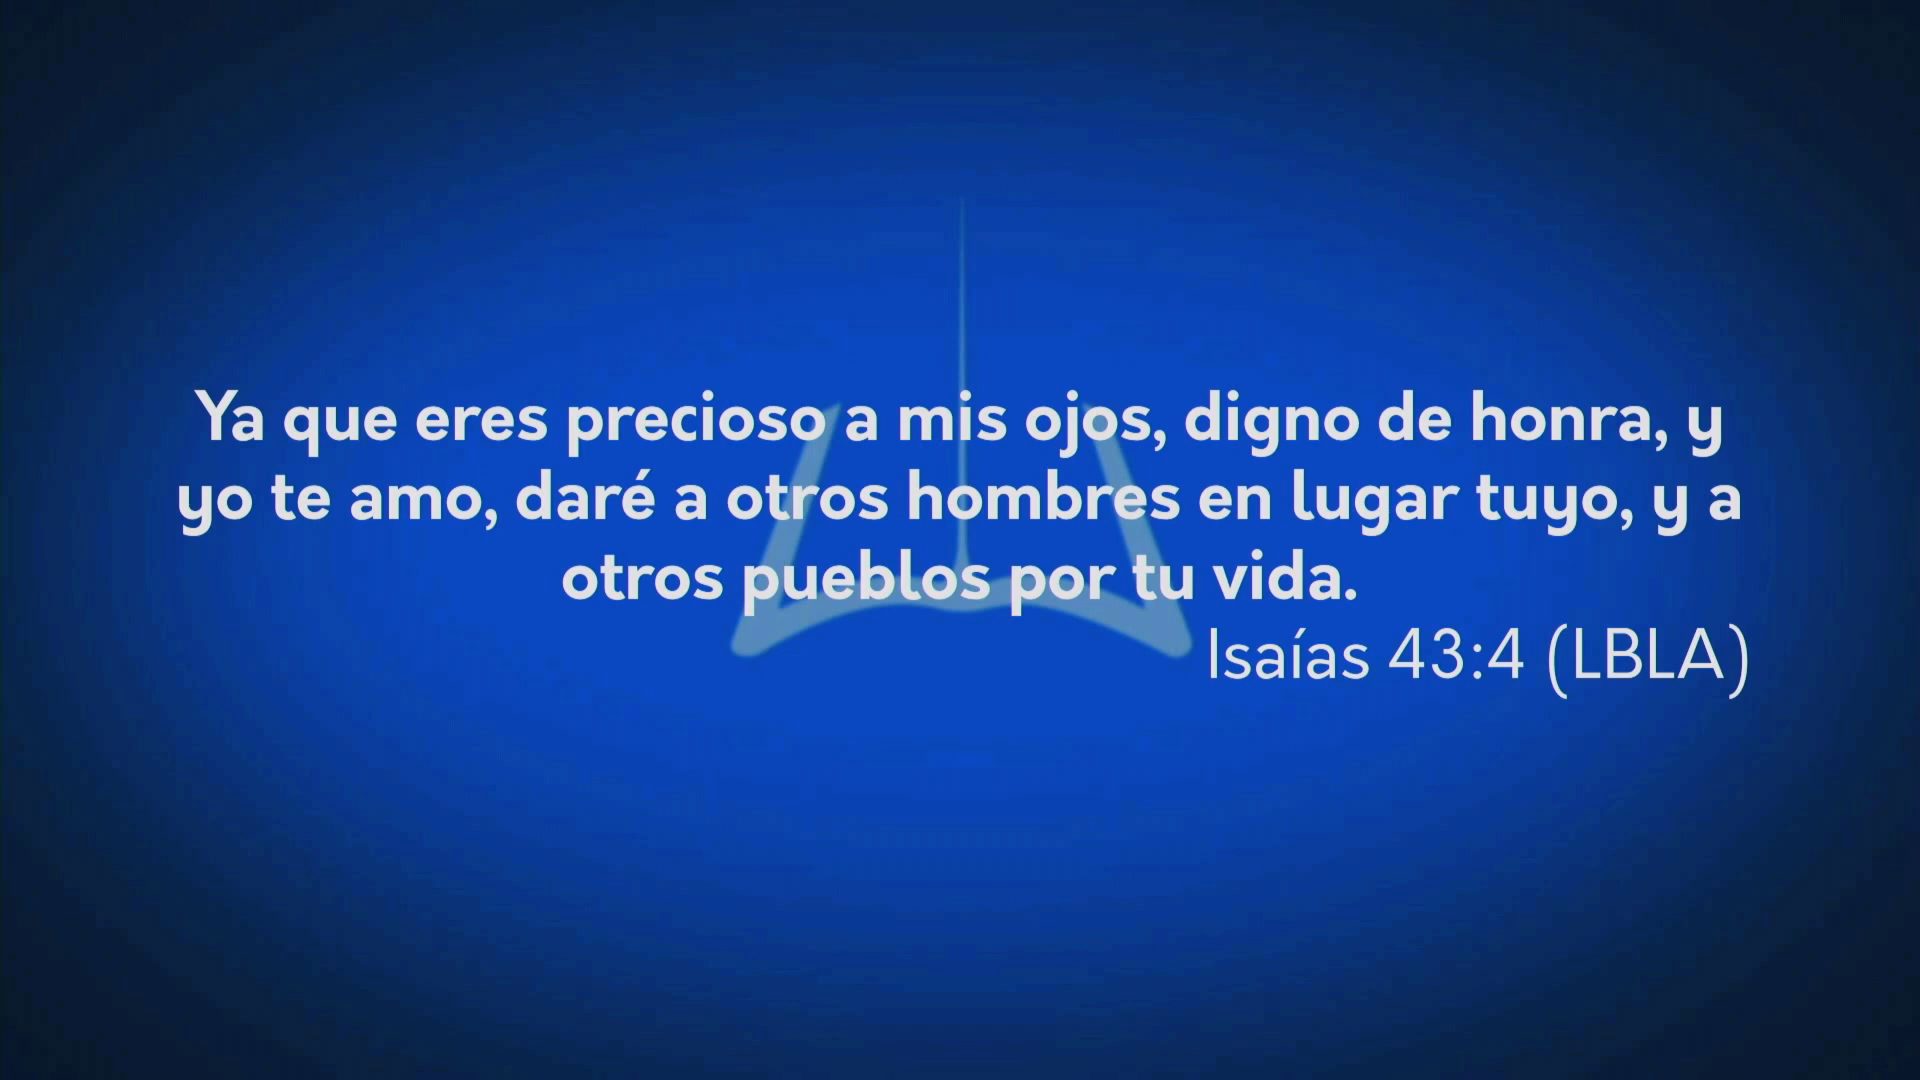 Ya que eres precioso a mis ojos, digno de honra, y
yo te amo, daré a otros hombres en lugar tuyo, y a
otros pueblos por tu vida.
Isaías 43:4 (LBLA)